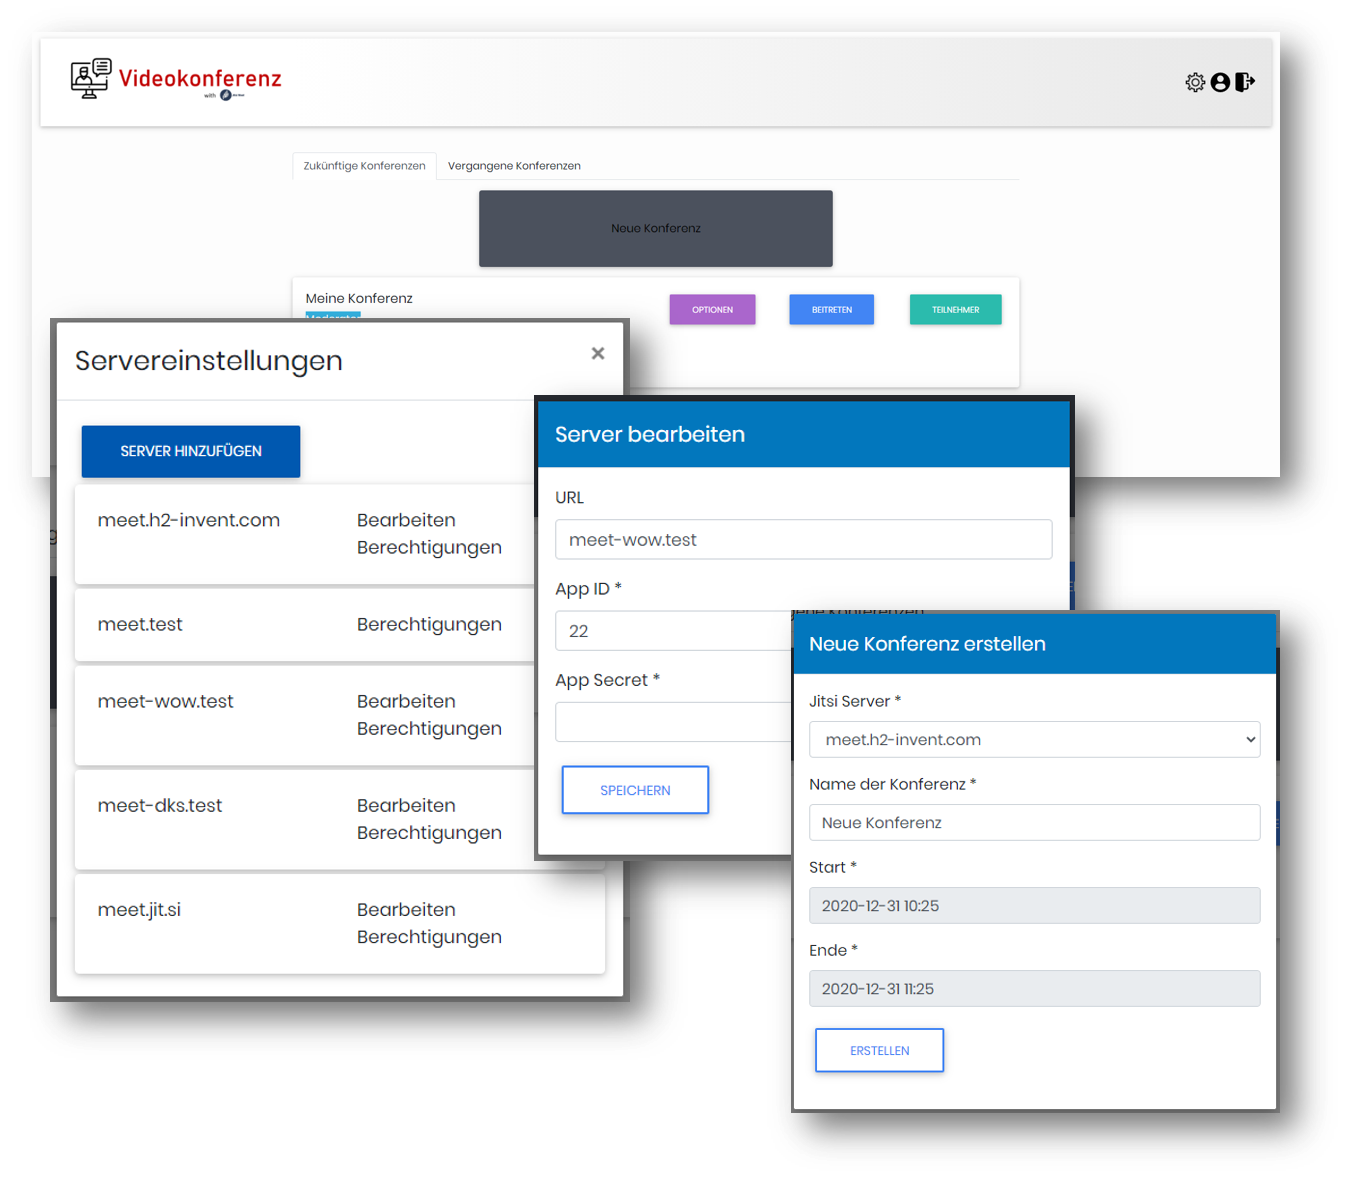 Videokonferenz
with
Zukünftige Konferenzen
Vergangene Konferenzen
Neue Konferenz
Meine Konferenz
OPTIONEN
BEITRETEN
TEILNEHMER
Servereinstellungen
×
SERVER HINZUFÜGEN
meet.h2-invent.com
Bearbeiten
Berechtigungen
meet.test
Berechtigungen
meet-wow.test
Bearbeiten
Berechtigungen
meet-dks.test
Bearbeiten
Berechtigungen
meet.jit.si
Bearbeiten
Berechtigungen
Server bearbeiten
URL
meet-wow.test
App ID *
22
App Secret *
SPEICHERN
Neue Konferenz erstellen
Jitsi Server *
meet.h2-invent.com
Name der Konferenz *
Neue Konferenz
Start *
2020-12-31 10:25
Ende *
2020-12-31 11:25
ERSTELLEN